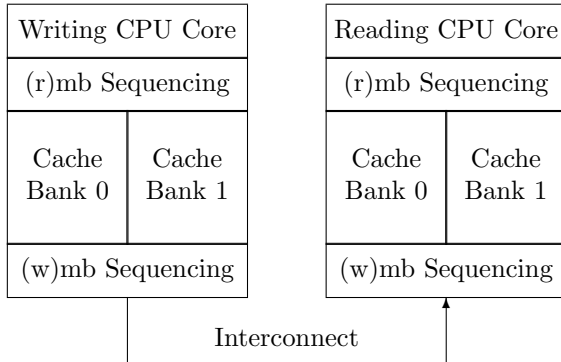 Writing CPU Core
(r)mb Sequencing
Cache Bank 0
Cache Bank 1
(w)mb Sequencing
Reading CPU Core
(r)mb Sequencing
Cache Bank 0
Cache Bank 1
(w)mb Sequencing
Interconnect